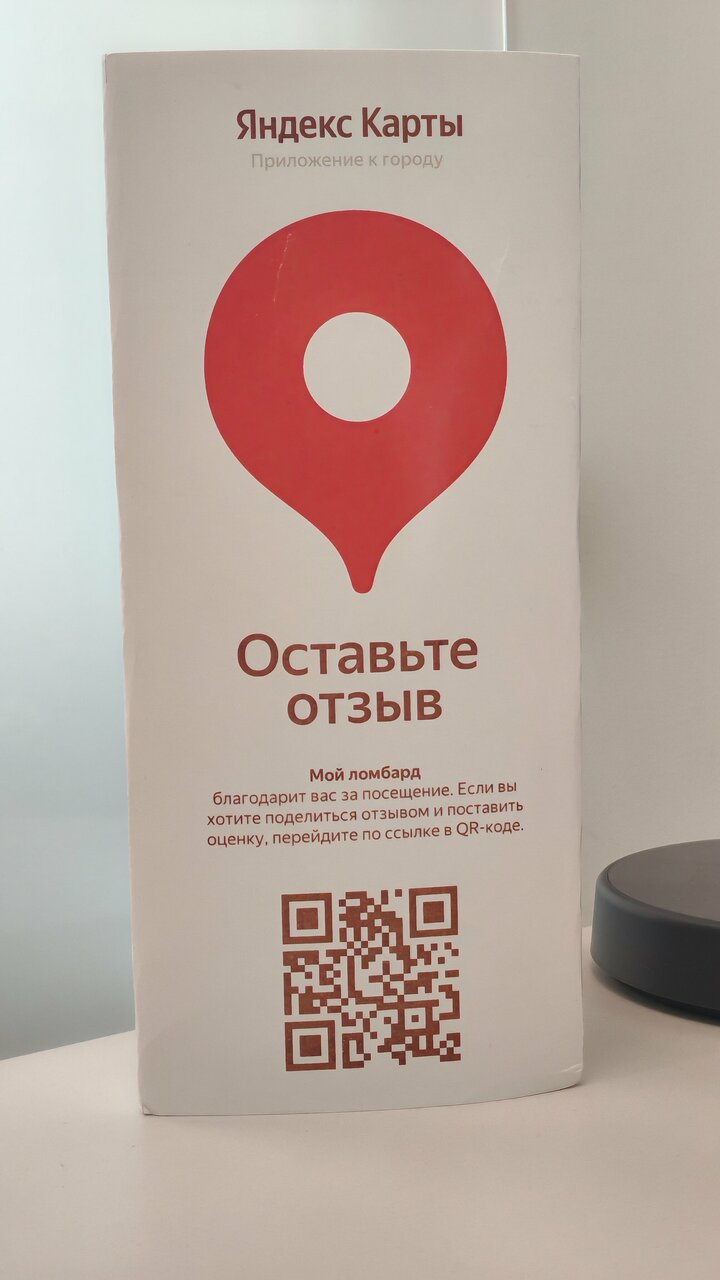 Яндекс Карты
Приложение к городу
Оставьте
отзыв
Мой ломбард
благодарит вас за посещение. Если вы
хотите поделиться отзывом и поставить
оценку, перейдите по ссылке в QR-коде.